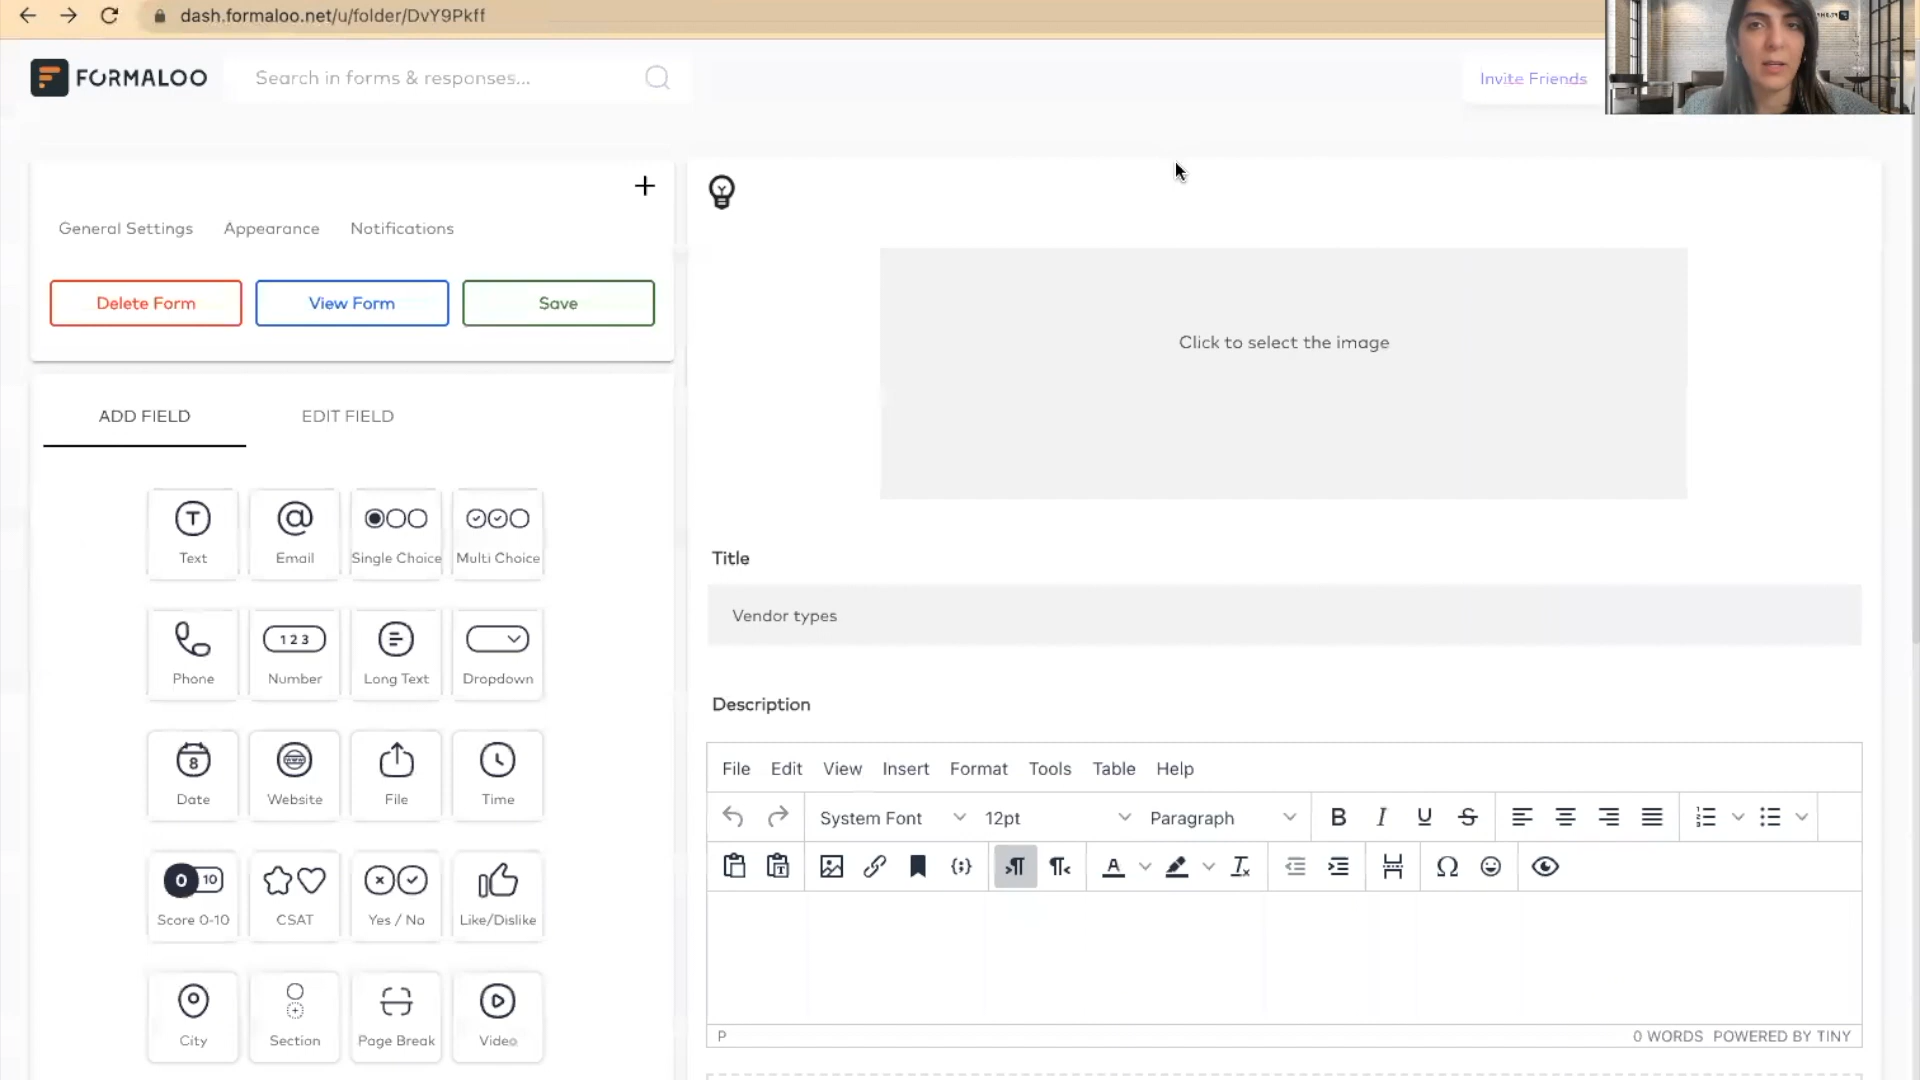 dash.formaloo.net/u/folder/DvY9Pkff
FORMALOO
Search in forms & responses...
Invite Friends
General Settings
Appearance
Notifications
Delete Form
View Form
Save
ADD FIELD
EDIT FIELD
Text
Email
Single Choice
Multi Choice
Phone
1 2 3
Number
Long Text
Dropdown
8
Date
www
Website
File
Time
0 10
Score 0-10
CSAT
Yes / No
Like/Dislike
City
Section
Page Break
Video
Click to select the image
Title
Vendor types
Description
File Edit View Insert Format Tools Table Help
System Font 12pt Paragraph
P
0 WORDS POWERED BY TINY